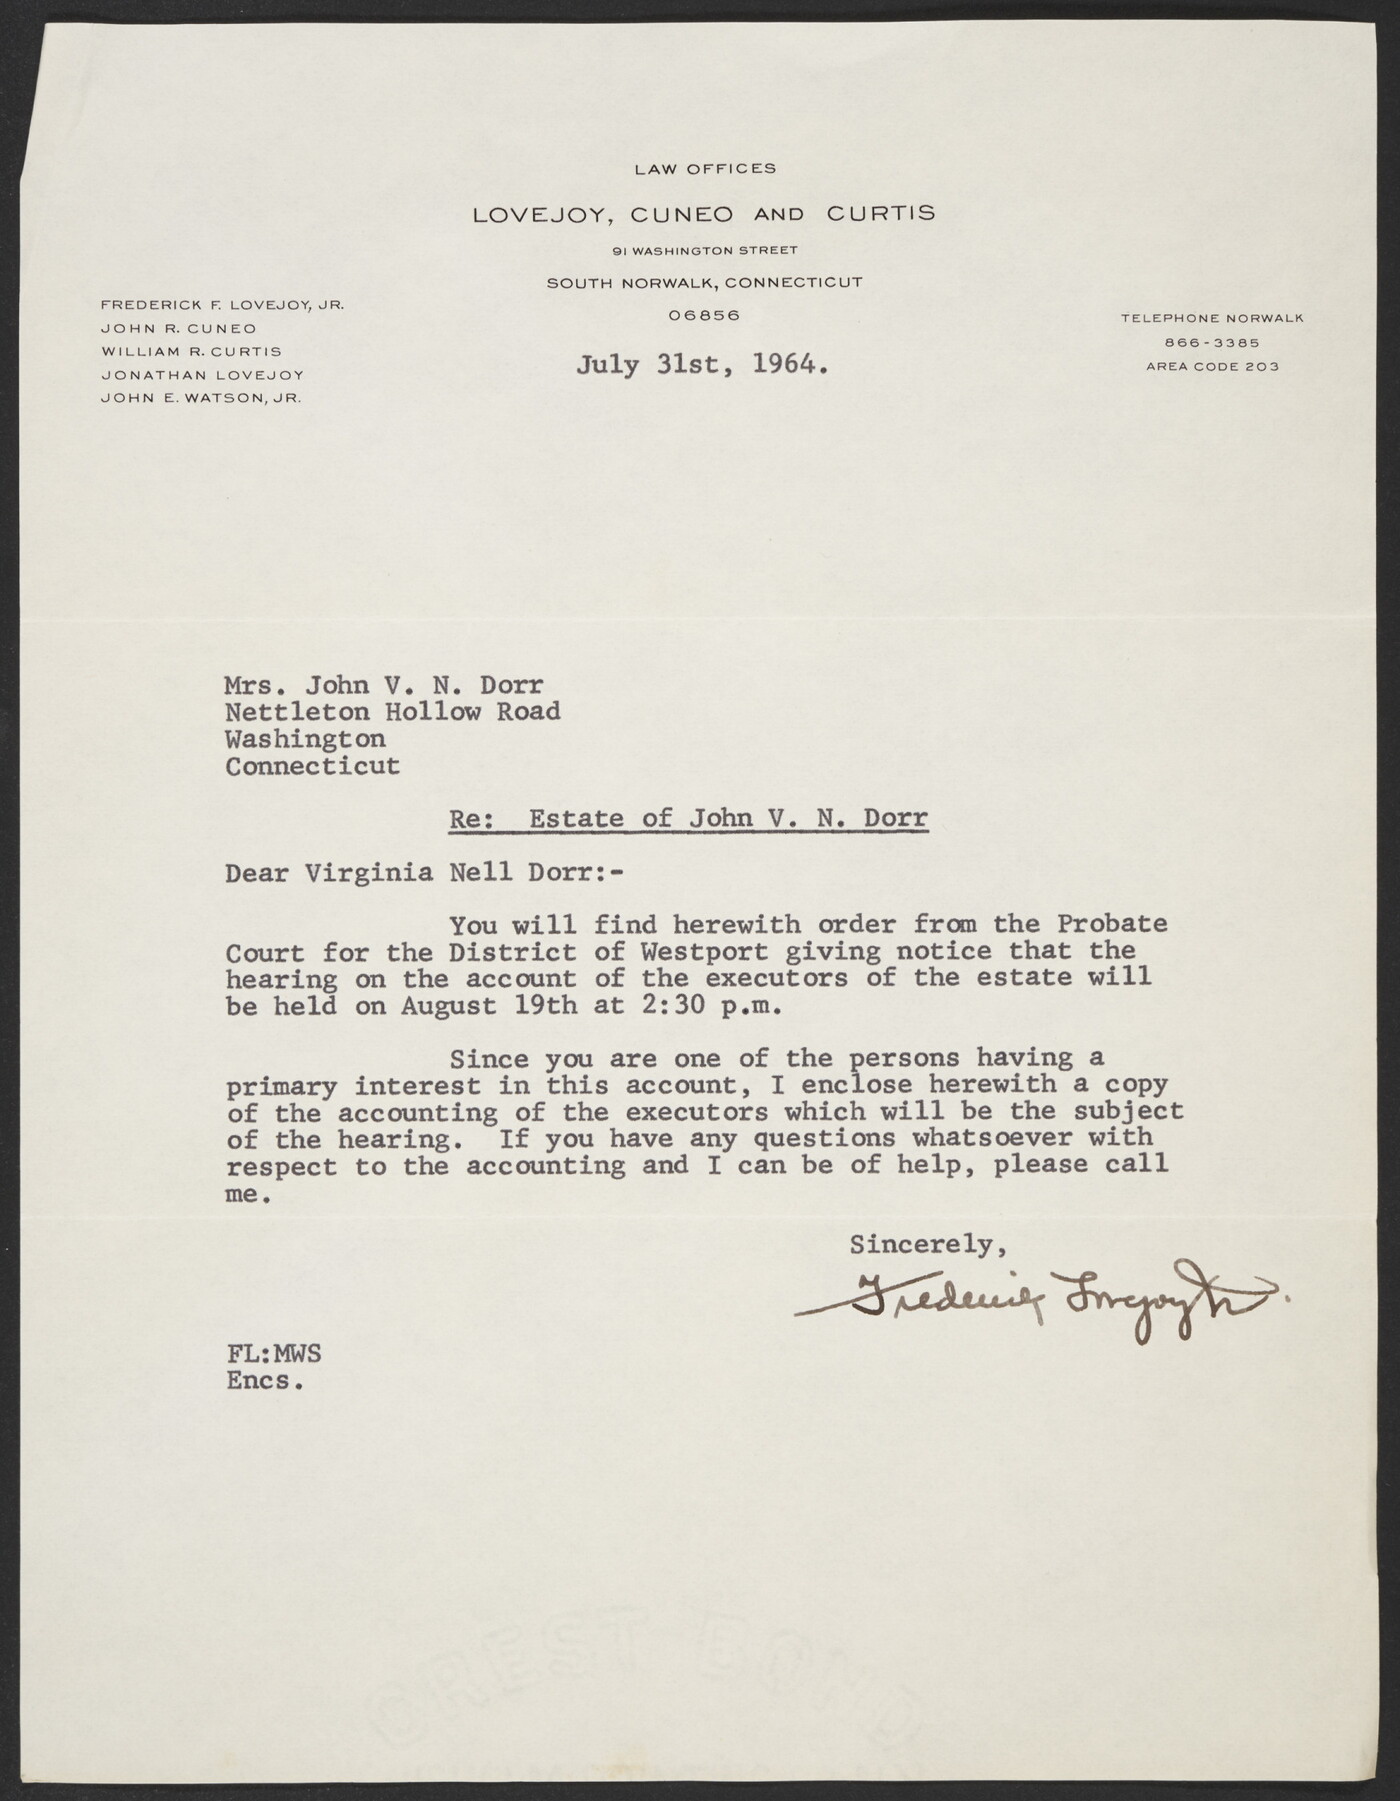 LAW OFFICES
LOVEJOY, CUNEO AND CURTIS
91 WASHINGTON STREET
SOUTH NORWALK, CONNECTICUT
06856
FREDERICK F. LOVEJOY, JR.
JOHN R. CUNEO
WILLIAM R. CURTIS
JONATHAN LOVEJOY
JOHN E. WATSON, JR.
TELEPHONE NORWALK
866-3385
AREA CODE 203
July 31st, 1964.
Mrs. John V. N. Dorr
Nettleton Hollow Road
Washington
Connecticut
Re: Estate of John V. N. Dorr
Dear Virginia Nell Dorr:-
You will find herewith order from the Probate
Court for the District of Westport giving notice that the
hearing on the account of the executors of the estate will
be held on August 19th at 2:30 p.m.
Since you are one of the persons having a
primary interest in this account, I enclose herewith a copy
of the accounting of the executors which will be the subject
of the hearing. If you have any questions whatsoever with
respect to the accounting and I can be of help, please call
me.
Sincerely,
Frederick Lovejoy Jr.
FL:MWS
Encs.
CREST BOND